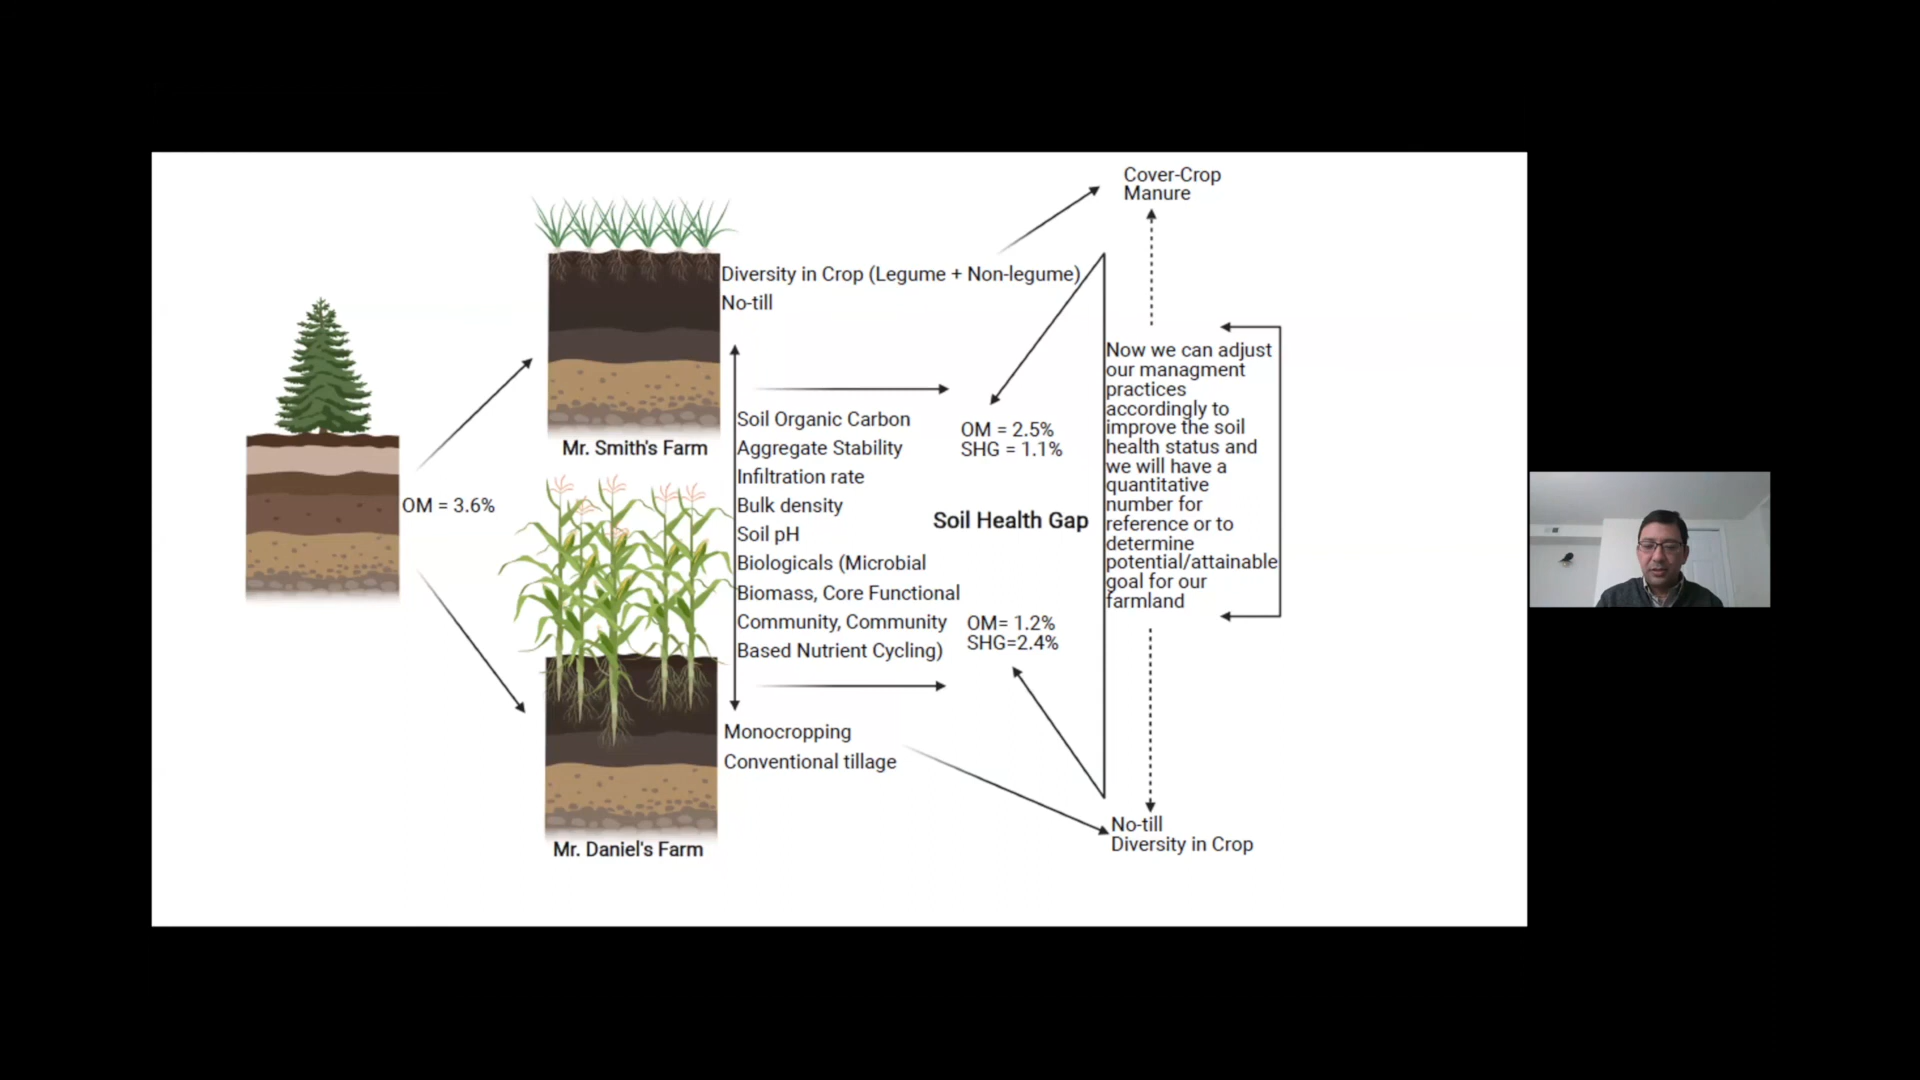 Cover-Crop
Manure
Diversity in Crop (Legume + Non-legume)
No-till
Mr. Smith's Farm
OM = 3.6%
Soil Organic Carbon
Aggregate Stability
Infiltration rate
Bulk density
Soil pH
Biologicals (Microbial
Biomass, Core Functional
Community, Community
Based Nutrient Cycling)
OM = 2.5%
SHG = 1.1%
Soil Health Gap
OM= 1.2%
SHG=2.4%
Now we can adjust
our managment
practices
accordingly to
improve the soil
health status and
we will have a
quantitative
number for
reference or to
determine
potential/attainable
goal for our
farmland
Monocropping
Conventional tillage
Mr. Daniel's Farm
No-till
Diversity in Crop